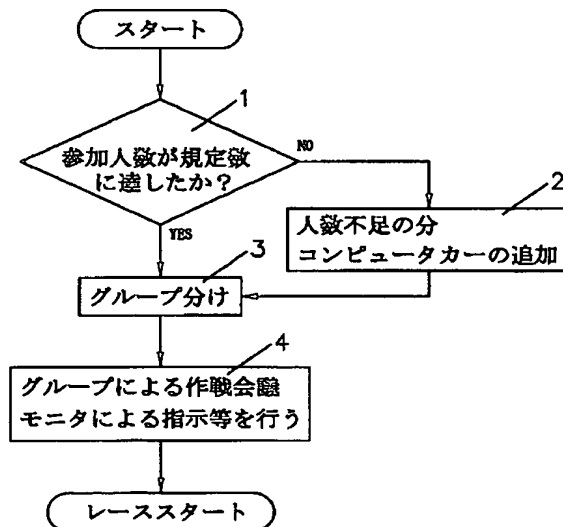 スタート
1
参加人数が規定数
に達したか?
NO
YES
2
人数不足の分
コンピュータカーの追加
3
グループ分け
4
グループによる作戦会議
モニタによる指示等を行う
レーススタート